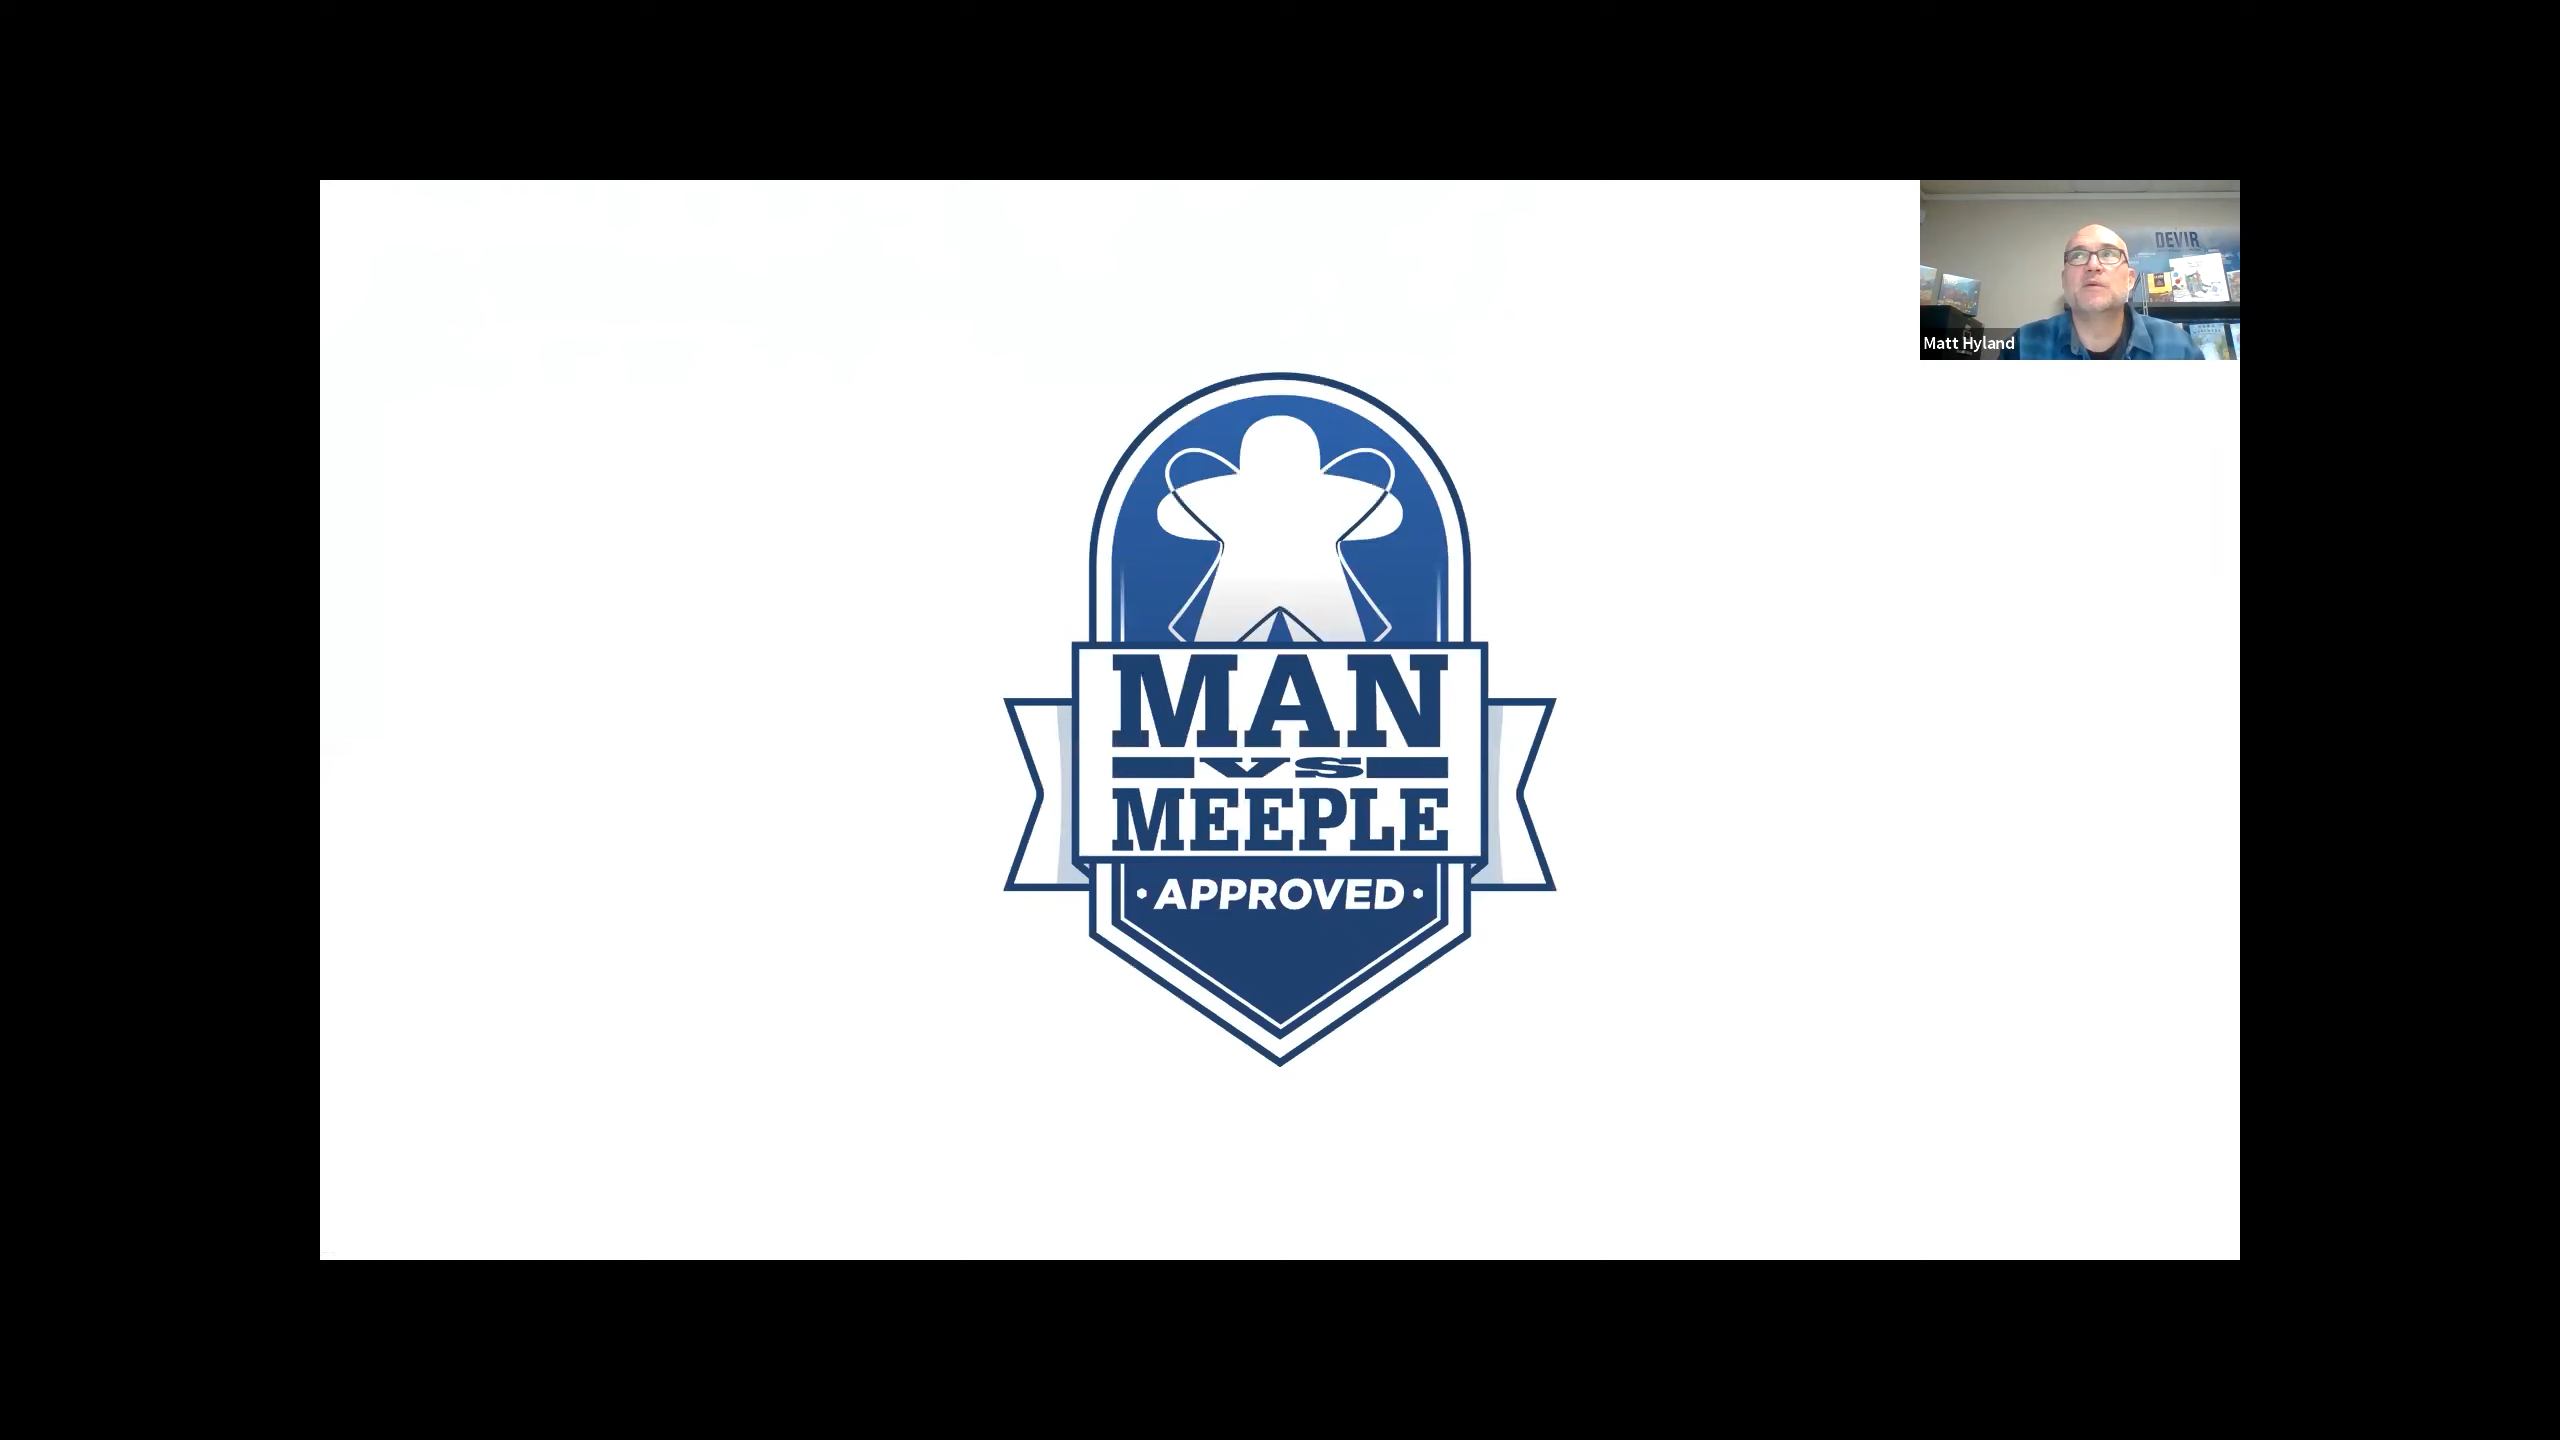 DEVIR
Matt Hyland
MAN
VS
MEEPLE
• APPROVED •